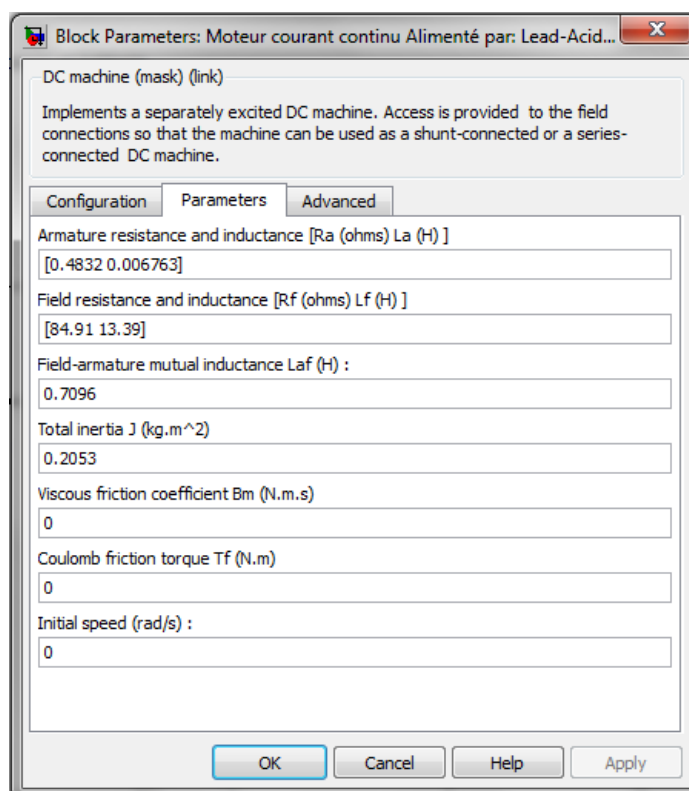 Block Parameters: Moteur courant continu Alimenté par: Lead-Acid...
DC machine (mask) (link)
Implements a separately excited DC machine. Access is provided to the field
connections so that the machine can be used as a shunt-connected or a series-
connected DC machine.
Configuration Parameters Advanced
Armature resistance and inductance [Ra (ohms) La (H) ]
[0.4832 0.006763]
Field resistance and inductance [Rf (ohms) Lf (H) ]
[84.91 13.39]
Field-armature mutual inductance Laf (H) :
0.7096
Total inertia J (kg.m^2)
0.2053
Viscous friction coefficient Bm (N.m.s)
0
Coulomb friction torque Tf (N.m)
0
Initial speed (rad/s) :
0
OK Cancel Help Apply